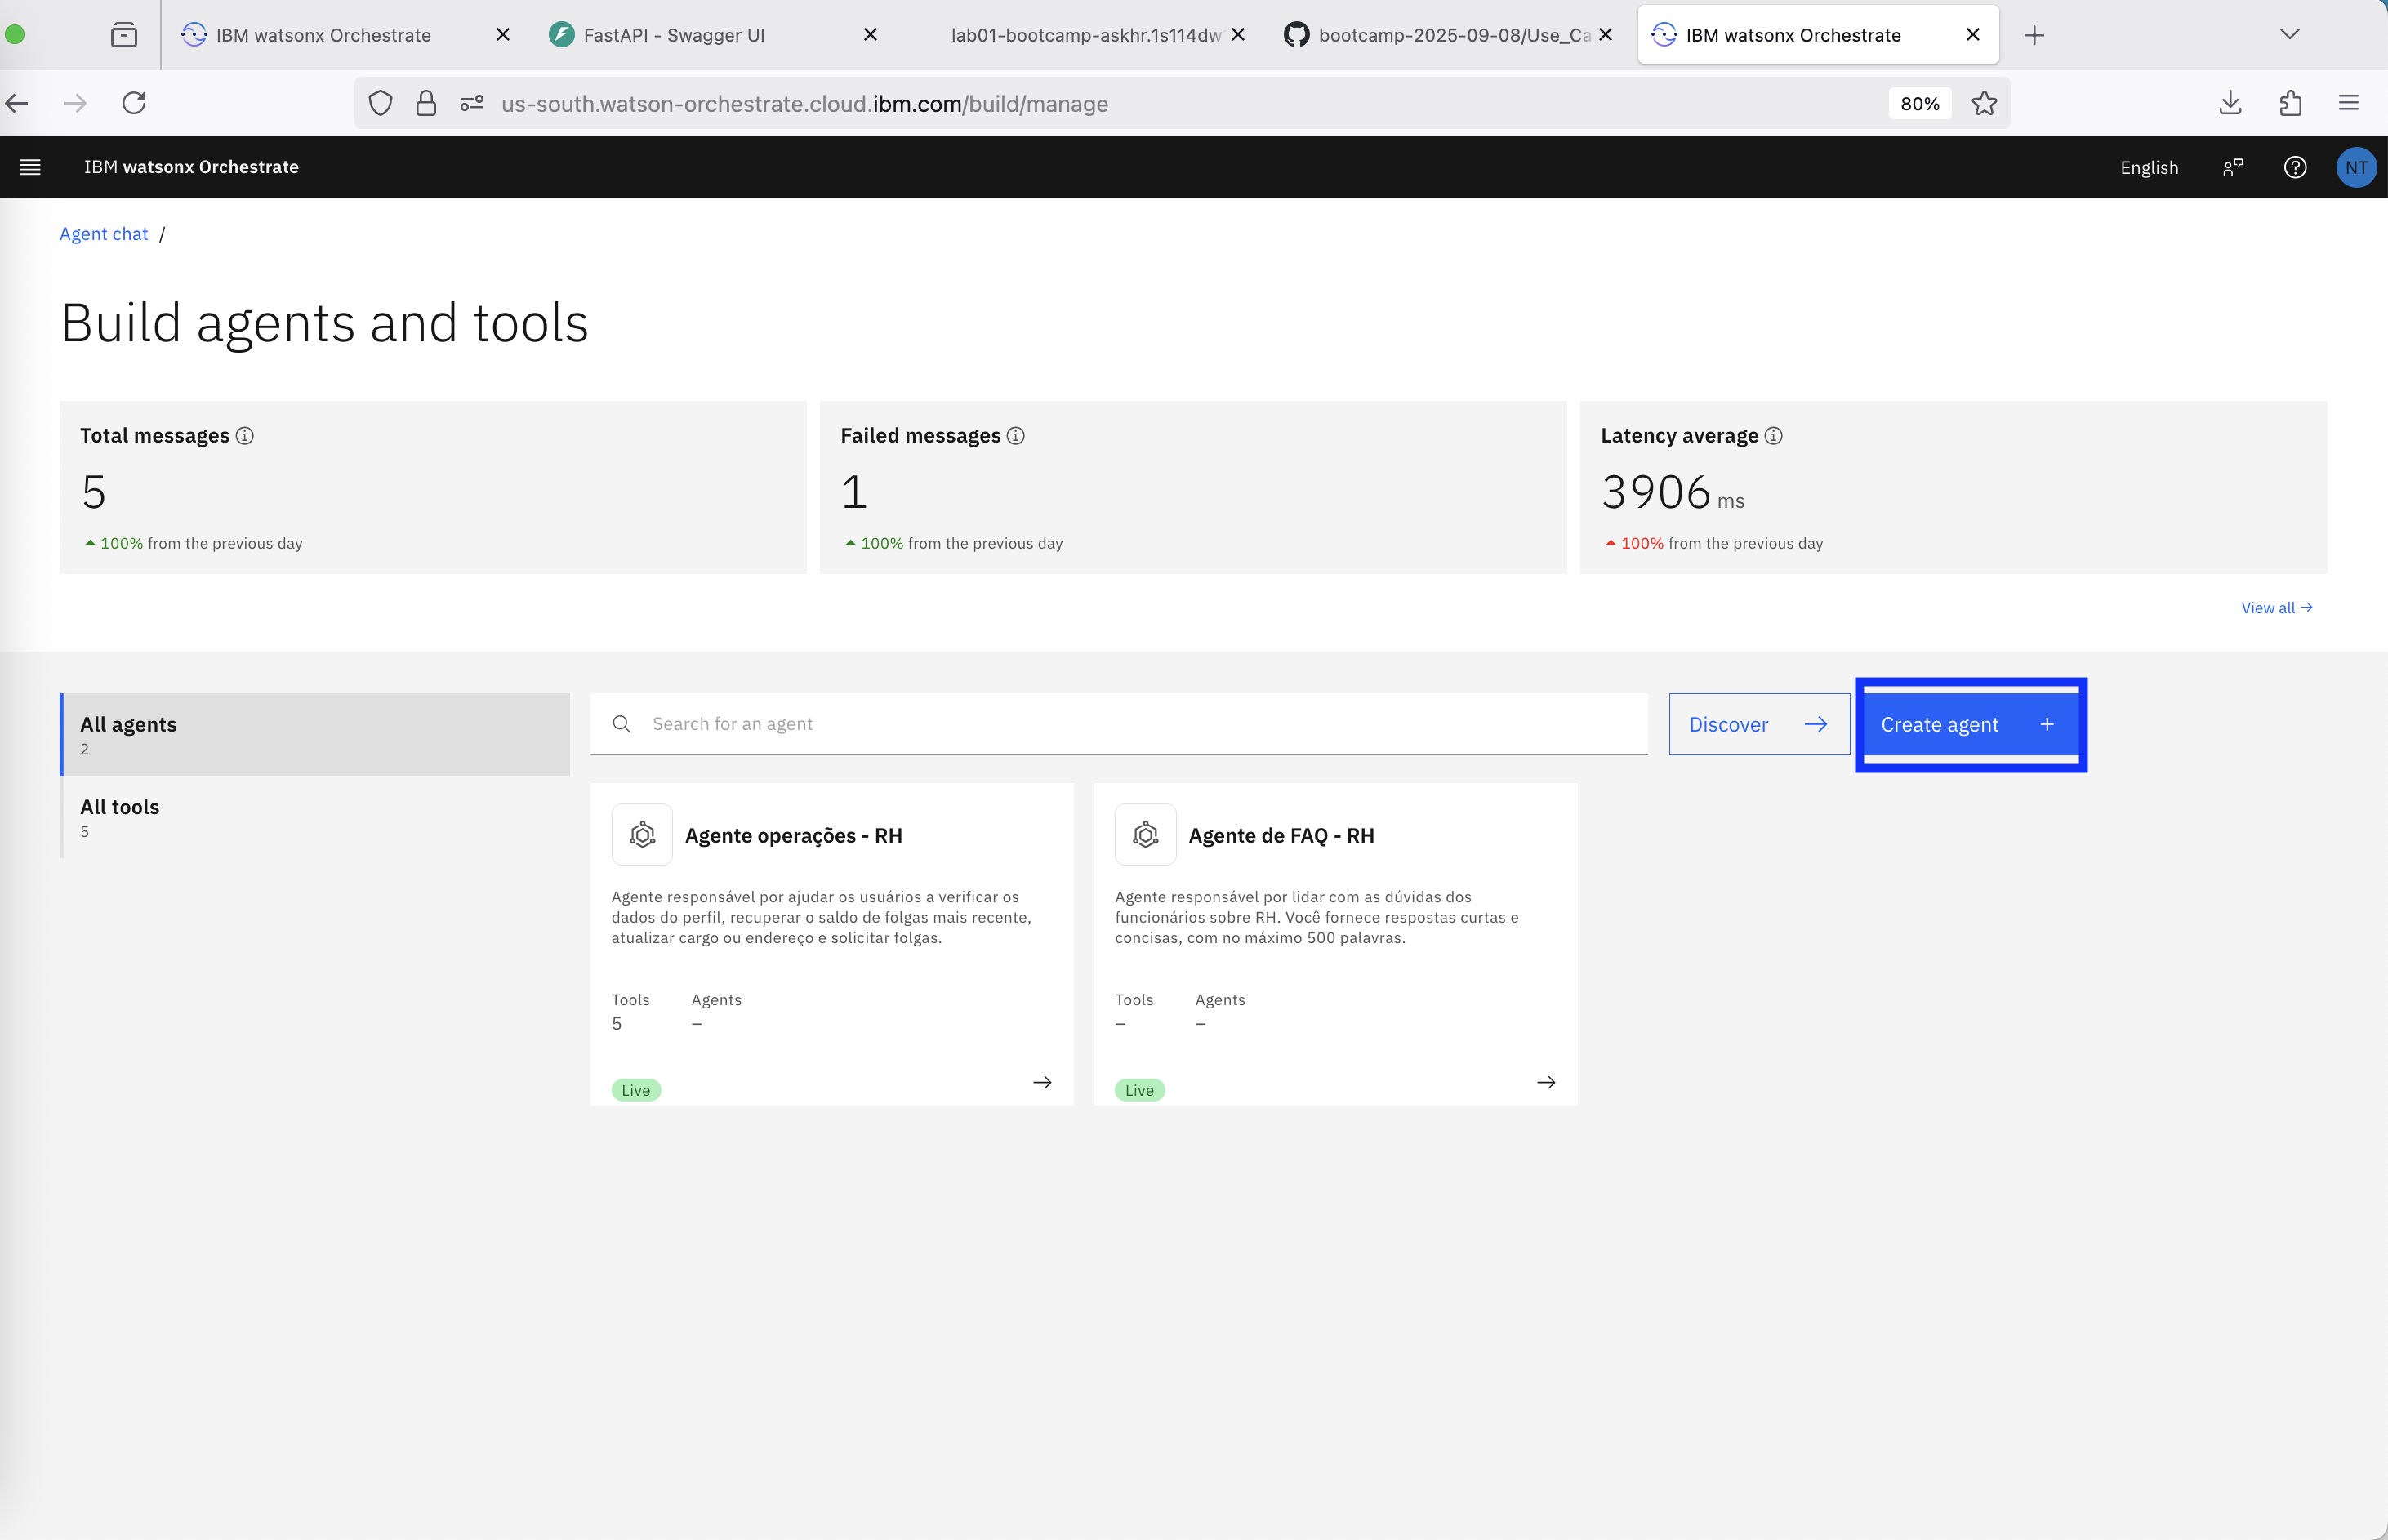 IBM watsonx Orchestrate
FastAPI - Swagger UI
lab01-bootcamp-askhr.1s114dw
bootcamp-2025-09-08/Use_Ca
IBM watsonx Orchestrate
us-south.watson-orchestrate.cloud.ibm.com/build/manage
80%
IBM watsonx Orchestrate
English
NT
Agent chat /
Build agents and tools
Total messages
5
100% from the previous day
Failed messages
1
100% from the previous day
Latency average
3906 ms
100% from the previous day
View all
All agents
2
All tools
5
Search for an agent
Discover
Create agent
Agente operações - RH
Agente responsável por ajudar os usuários a verificar os
dados do perfil, recuperar o saldo de folgas mais recente,
atualizar cargo ou endereço e solicitar folgas.
Tools Agents
5 –
Live
Agente de FAQ - RH
Agente responsável por lidar com as dúvidas dos
funcionários sobre RH. Você fornece respostas curtas e
concisas, com no máximo 500 palavras.
Tools Agents
– –
Live